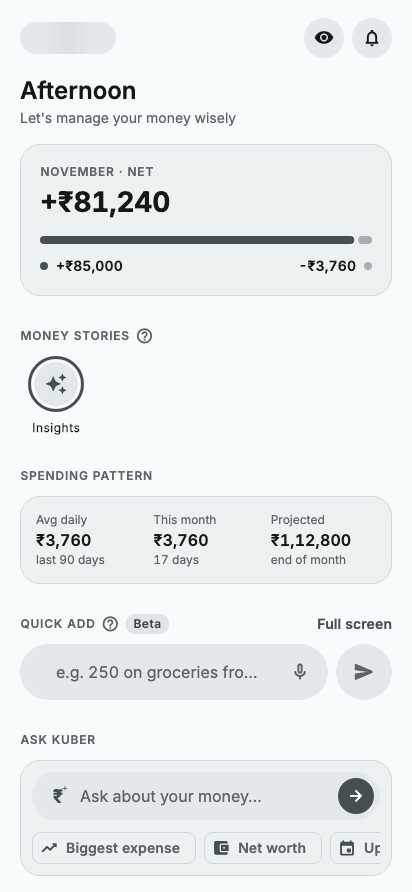 Afternoon
Let's manage your money wisely
NOVEMBER · NET
+₹81,240
+₹85,000 -₹3,760
MONEY STORIES ?
Insights
SPENDING PATTERN
Avg daily This month Projected
₹3,760 ₹3,760 ₹1,12,800
last 90 days 17 days end of month
QUICK ADD ? Beta Full screen
e.g. 250 on groceries fro...
ASK KUBER
₹ Ask about your money...
Biggest expense Net worth Up